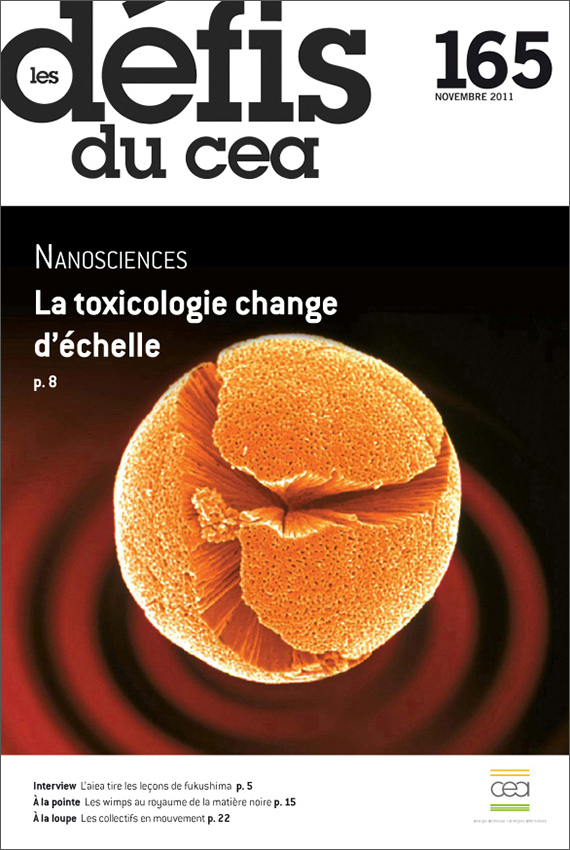 les
défis
du cea
165
NOVEMBRE 2011
NANOSCIENCES
La toxicologie change
d'échelle
p. 8
Interview L'aiea tire les leçons de fukushima p. 5
À la pointe Les wimps au royaume de la matière noire p. 15
À la loupe Les collectifs en mouvement p. 22
cea